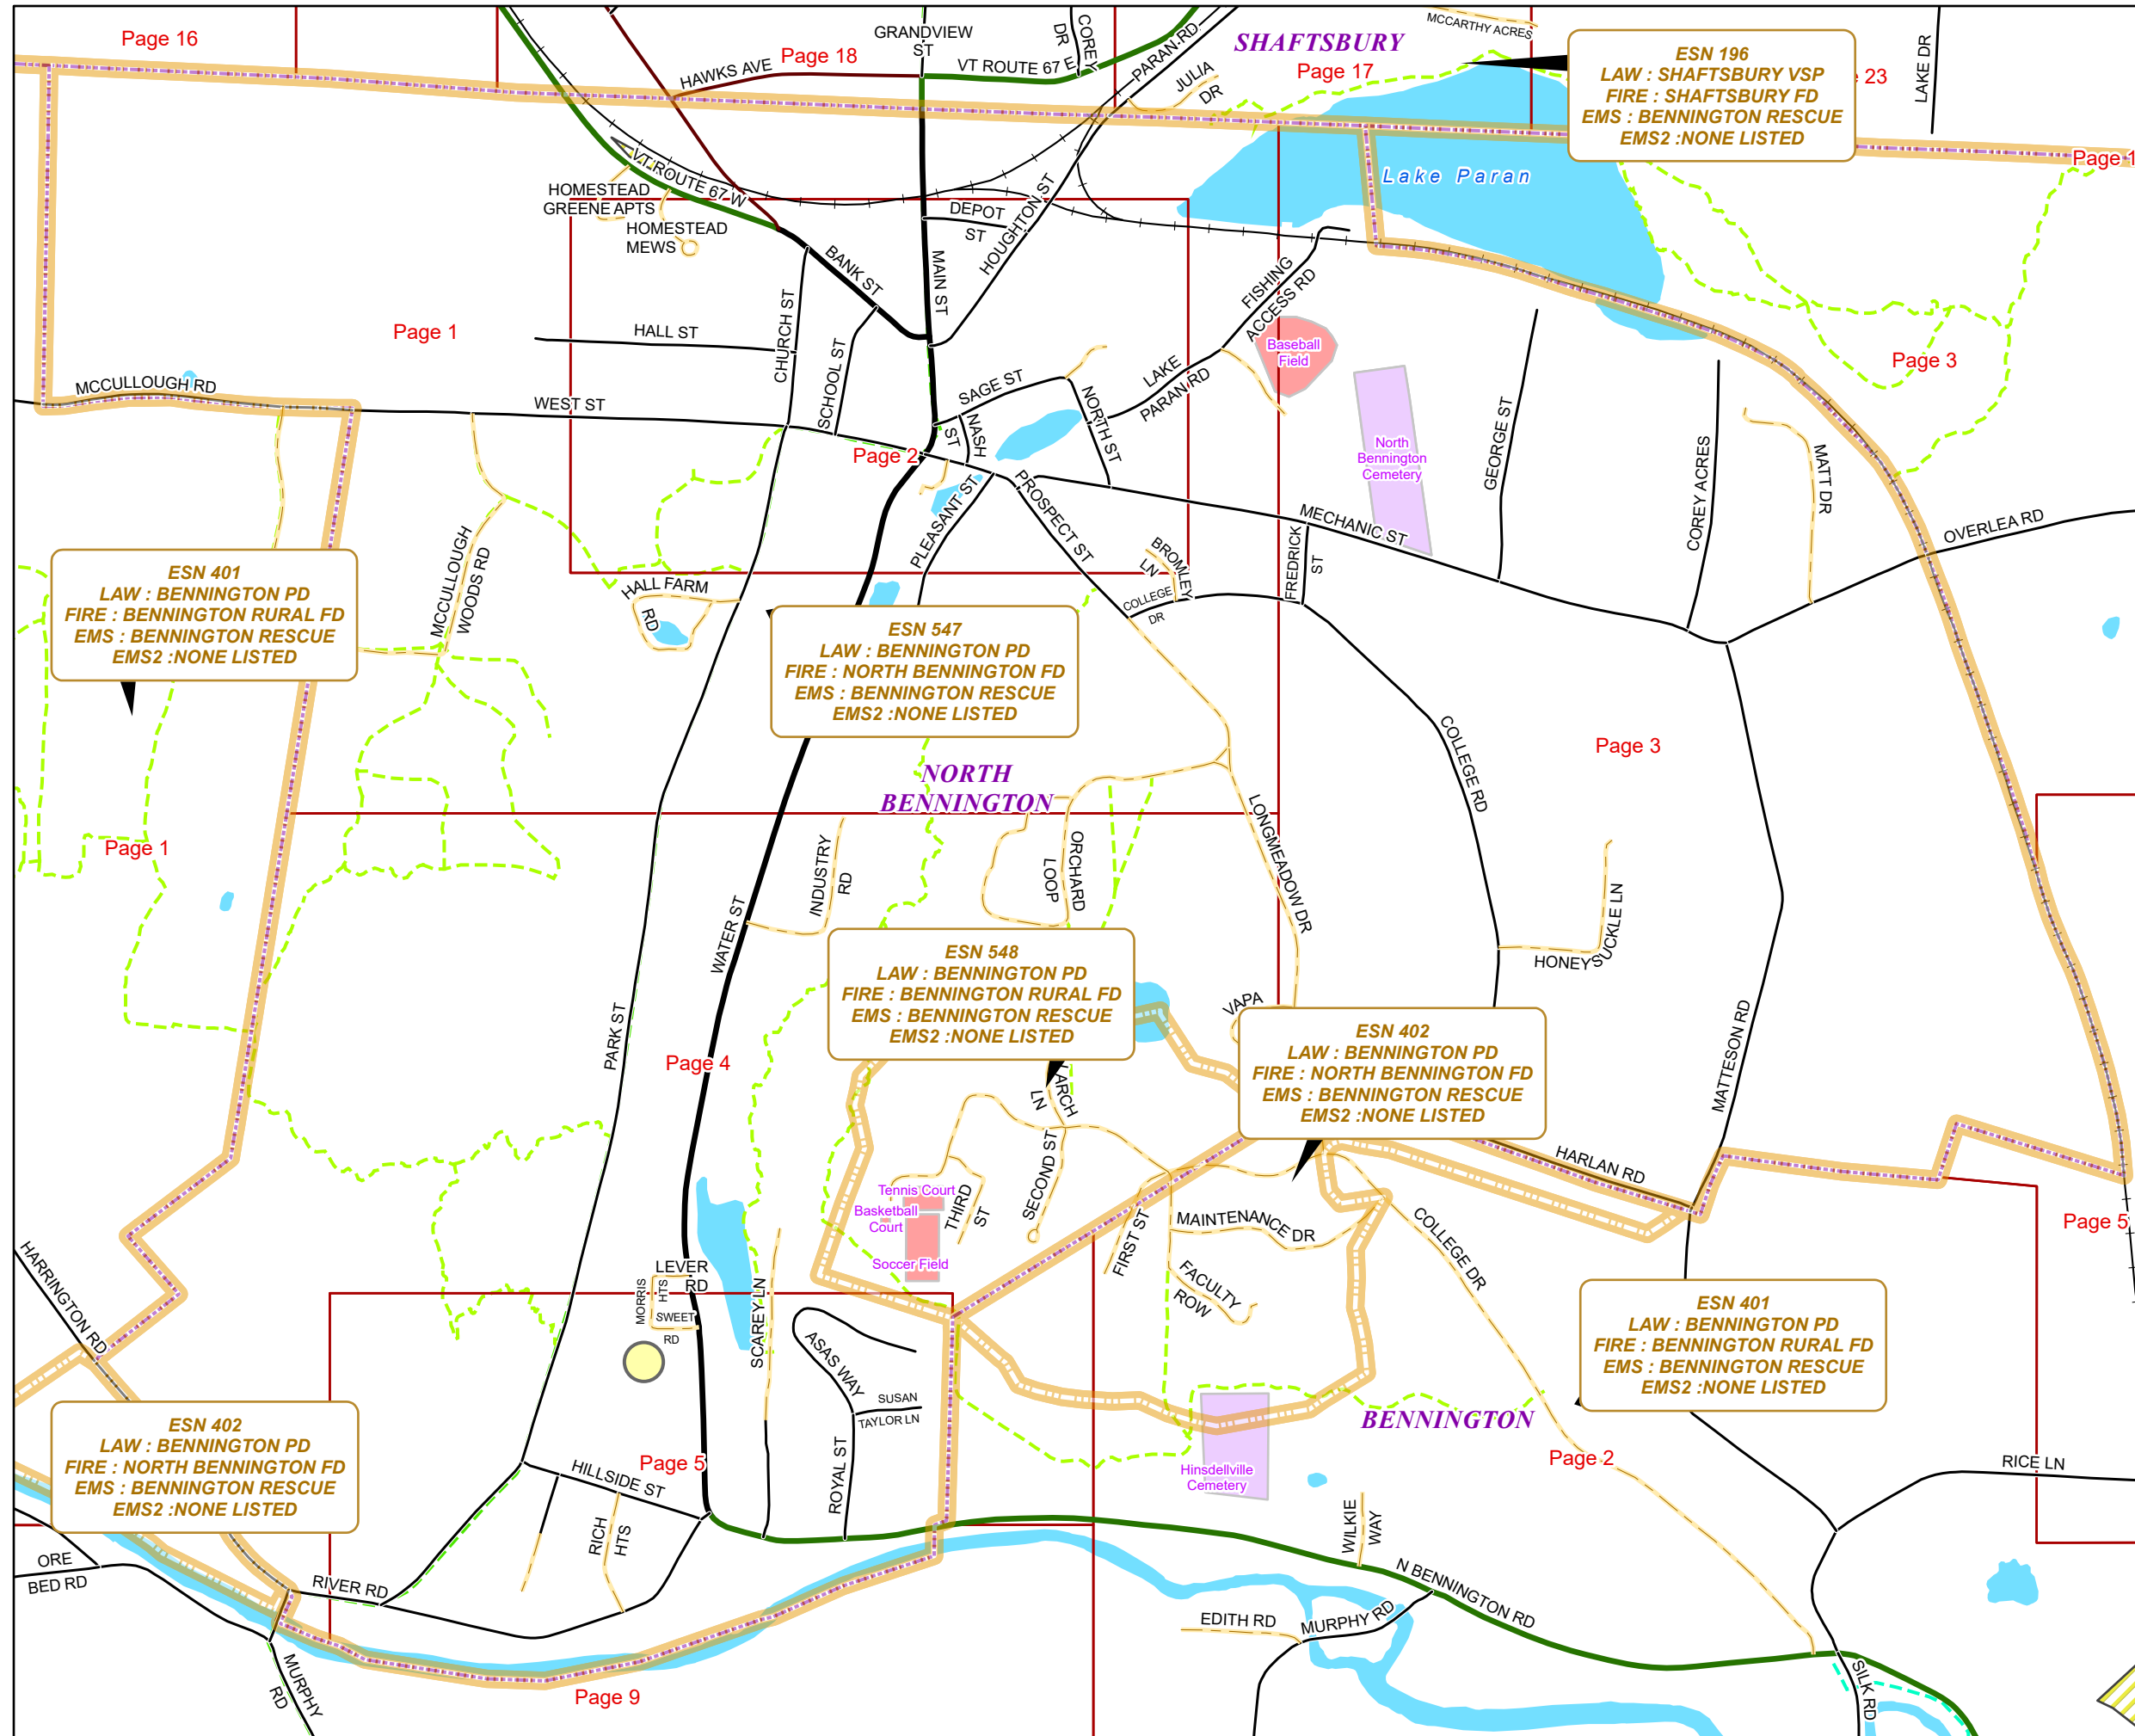 Page 16
Page 18
GRANDVIEW
ST
COREY
DR
VT ROUTE 67 E
HAWKS AVE
PARAN RD
JULIA
DR
SHAFTSBURY
Page 17
MCCARTHY ACRES
ESN 196
LAW : SHAFTSBURY VSP
FIRE : SHAFTSBURY FD
EMS : BENNINGTON RESCUE
EMS2 :NONE LISTED
23
LAKE DR
Page 1
Lake Paran
VT ROUTE 67 W
HOMESTEAD
GREENE APTS
HOMESTEAD
MEWS
BANK ST
DEPOT
ST
HOUGHTON ST
MAIN ST
FISHING
ACCESS RD
Baseball
Field
Page 1
HALL ST
CHURCH ST
SCHOOL ST
MCCULLOUGH RD
WEST ST
SAGE ST
NASH
ST
NORTH ST
LAKE
PARAN RD
Page 3
Page 2
North
Bennington
Cemetery
GEORGE ST
COREY ACRES
MATT DR
OVERLEA RD
PLEASANT ST
PROSPECT ST
MECHANIC ST
FREDRICK
ST
BROMLEY
LN
COLLEGE
DR
MCCULLOUGH
WOODS RD
HALL FARM
RD
ESN 401
LAW : BENNINGTON PD
FIRE : BENNINGTON RURAL FD
EMS : BENNINGTON RESCUE
EMS2 :NONE LISTED
ESN 547
LAW : BENNINGTON PD
FIRE : NORTH BENNINGTON FD
EMS : BENNINGTON RESCUE
EMS2 :NONE LISTED
Page 3
COLLEGE RD
NORTH
BENNINGTON
Page 1
LONGMEADOW DR
INDUSTRY
RD
ORCHARD
LOOP
HONEYSUCKLE LN
WATER ST
ESN 548
LAW : BENNINGTON PD
FIRE : BENNINGTON RURAL FD
EMS : BENNINGTON RESCUE
EMS2 :NONE LISTED
VAPA
PARK ST
Page 4
ESN 402
LAW : BENNINGTON PD
FIRE : NORTH BENNINGTON FD
EMS : BENNINGTON RESCUE
EMS2 :NONE LISTED
MATTESON RD
LARCH
LN
SECOND ST
HARLAN RD
Tennis Court
Basketball
Court
THIRD
ST
Soccer Field
FIRST ST
MAINTENANCE DR
FACULTY
ROW
COLLEGE DR
Page 5
HARRINGTON RD
LEVER
RD
MORRIS
HTS
SWEET
RD
SCAREY LN
ASAS WAY
SUSAN
TAYLOR LN
ROYAL ST
ESN 401
LAW : BENNINGTON PD
FIRE : BENNINGTON RURAL FD
EMS : BENNINGTON RESCUE
EMS2 :NONE LISTED
BENNINGTON
Page 2
ESN 402
LAW : BENNINGTON PD
FIRE : NORTH BENNINGTON FD
EMS : BENNINGTON RESCUE
EMS2 :NONE LISTED
Page 5
HILLSIDE ST
RICH
HTS
Hinsdellville
Cemetery
RICE LN
WILKIE
WAY
ORE
BED RD
RIVER RD
N BENNINGTON RD
EDITH RD
MURPHY RD
MURPHY
RD
Page 9
SILK RD